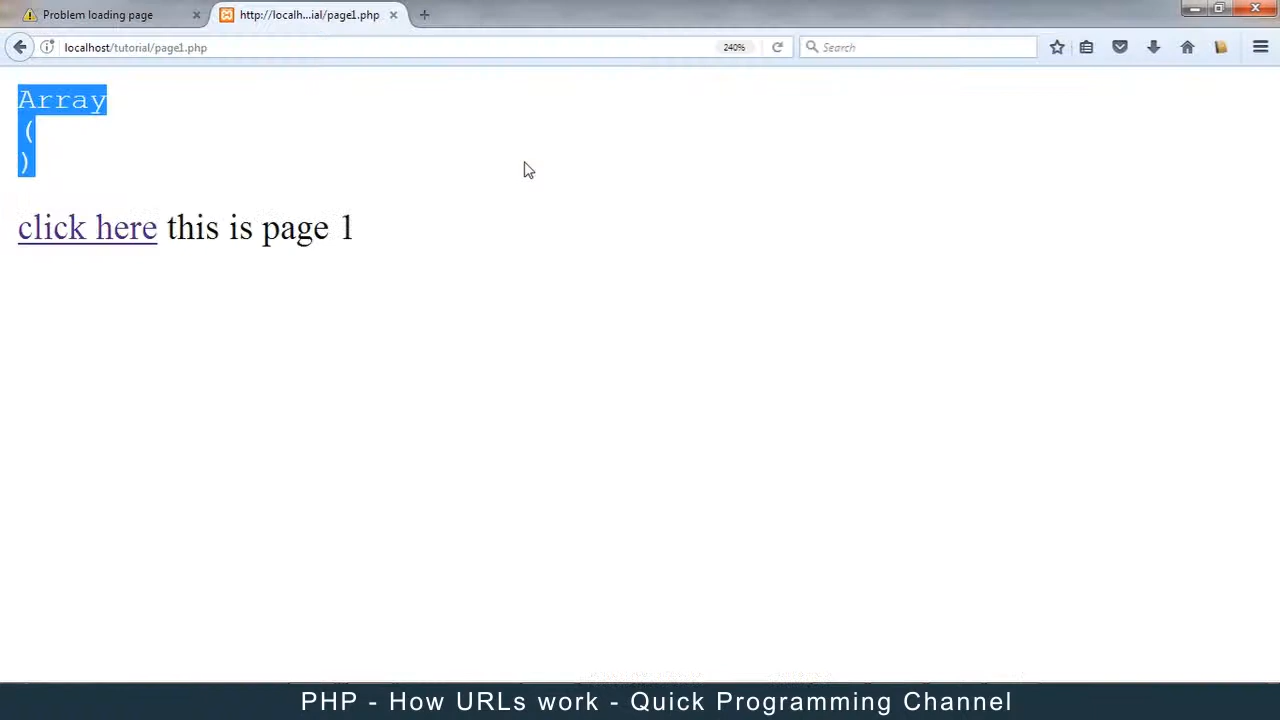 Problem loading page
http://localh...ial/page1.php
localhost/tutorial/page1.php
240%
Search
Array
(
)
click here this is page 1
PHP - How URLs work - Quick Programming Channel